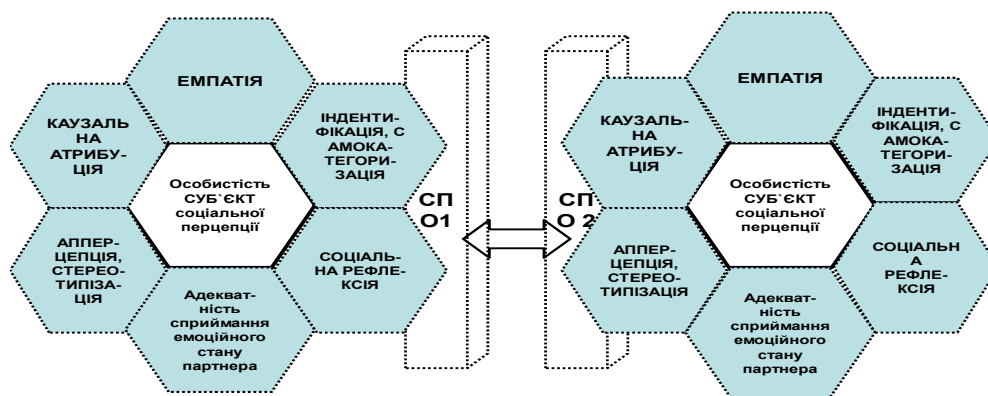 ЕМПАТІЯ
КАУЗАЛЬ
НА
АТРИБУ-
ЦІЯ
ІНДЕНТИ-
ФІКАЦІЯ, С
АМОКА-
ТЕГОРИ-
ЗАЦІЯ
Особистість
СУБ`ЄКТ
соціальної
перцепції
АППЕР-
ЦЕПЦІЯ,
СТЕРЕО-
ТИПІЗА-
ЦІЯ
СОЦІАЛЬ-
НА РЕФЛЕ-
КСІЯ
Адекват-
ність
сприймання
емоційного
стану
партнера
СП
О1
СП
О 2
ЕМПАТІЯ
КАУЗАЛЬ-
НА
АТРИБУ-
ЦІЯ
ІНДЕНТИ-
ФІКАЦІЯ, С
АМОКА-
ТЕГОРИ-
ЗАЦІЯ
Особистість
СУБ`ЄКТ
соціальної
перцепції
АППЕР-
ЦЕПЦІЯ,
СТЕРЕО-
ТИПІЗАЦІЯ
СОЦІАЛЬН
А
РЕФЛЕ-
КСІЯ
Адекват-
ність
сприймання
емоційного
стану
партнера